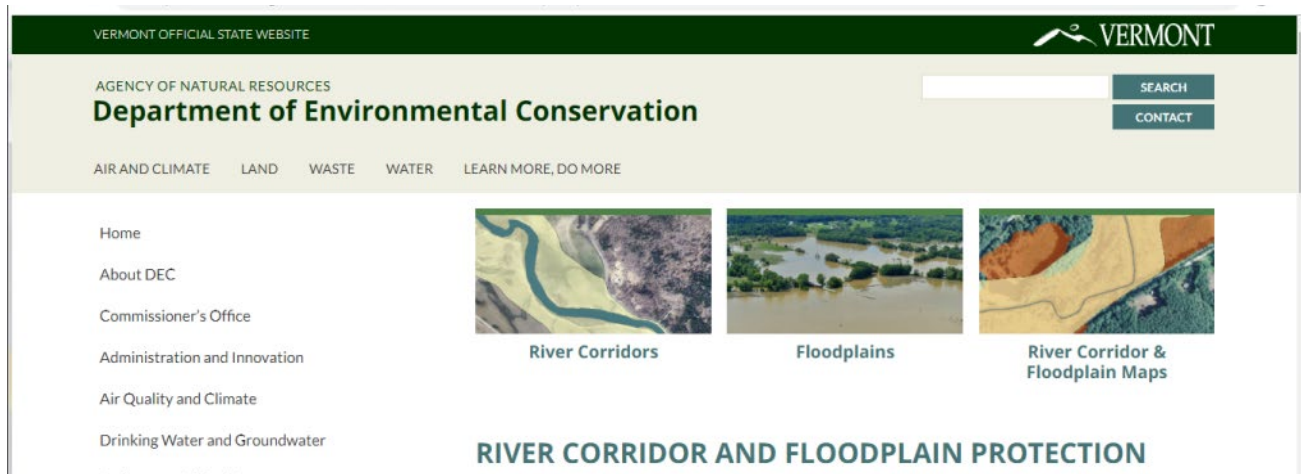 VERMONT OFFICIAL STATE WEBSITE
VERMONT
AGENCY OF NATURAL RESOURCES
Department of Environmental Conservation
SEARCH
CONTACT
AIR AND CLIMATE LAND WASTE WATER LEARN MORE, DO MORE
Home
About DEC
Commissioner's Office
Administration and Innovation
Air Quality and Climate
Drinking Water and Groundwater
River Corridors
Floodplains
River Corridor &
Floodplain Maps
RIVER CORRIDOR AND FLOODPLAIN PROTECTION